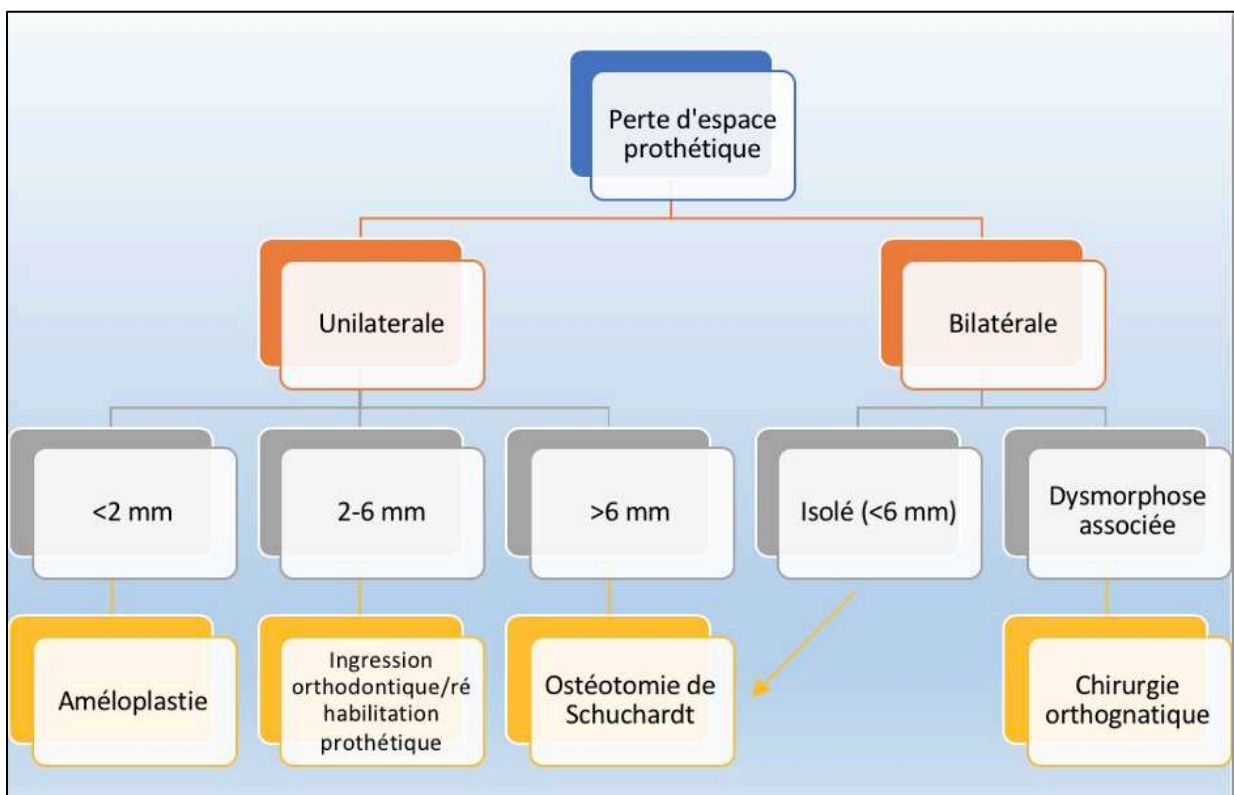 Perte d'espace
prothétique
Unilaterale
Bilatérale
<2 mm
2-6 mm
>6 mm
Isolé (<6 mm)
Dysmorphose
associée
Améloplastie
Ingression
orthodontique/ré
habilitation
prothétique
Ostéotomie de
Schuchardt
Chirurgie
orthognatique